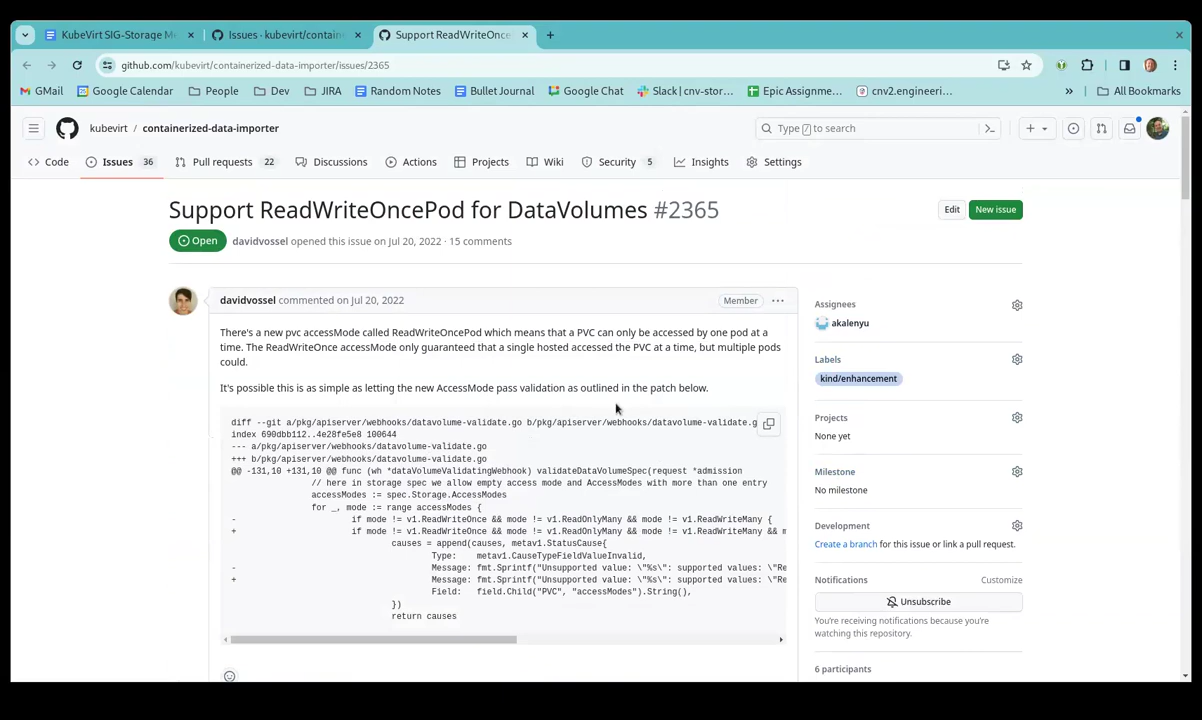 KubeVirt SIG-Storage M
Issues · kubevirt/contain
Support ReadWriteOnce
github.com/kubevirt/containerized-data-importer/issues/2365
GMail
Google Calendar
People
Dev
JIRA
Random Notes
Bullet Journal
Google Chat
Slack | cnv-stor...
Epic Assignme...
cnv2.engineeri...
»
All Bookmarks
kubevirt / containerized-data-importer
Type / to search
Code
Issues 36
Pull requests 22
Discussions
Actions
Projects
Wiki
Security 5
Insights
Settings
Support ReadWriteOncePod for DataVolumes #2365
Edit
New issue
Open
davidvossel opened this issue on Jul 20, 2022 · 15 comments
davidvossel commented on Jul 20, 2022
Member
There's a new pvc accessMode called ReadWriteOncePod which means that a PVC can only be accessed by one pod at a
time. The ReadWriteOnce accessMode only guaranteed that a single hosted accessed the PVC at a time, but multiple pods
could.
It's possible this is as simple as letting the new AccessMode pass validation as outlined in the patch below.
diff --git a/pkg/apiserver/webhooks/datavolume-validate.go b/pkg/apiserver/webhooks/datavolume-validate.g
index 690dbb112..4e28fe5e8 100644
--- a/pkg/apiserver/webhooks/datavolume-validate.go
+++ b/pkg/apiserver/webhooks/datavolume-validate.go
@@ -131,10 +131,10 @@ func (wh *dataVolumeValidatingWebhook) validateDataVolumeSpec(request *admission
// here in storage spec we allow empty access mode and AccessModes with more than one entry
accessModes := spec.Storage.AccessModes
for _, mode := range accessModes {
- if mode != v1.ReadWriteOnce && mode != v1.ReadOnlyMany && mode != v1.ReadWriteMany {
+ if mode != v1.ReadWriteOnce && mode != v1.ReadOnlyMany && mode != v1.ReadWriteMany && m
causes = append(causes, metav1.StatusCause{
Type: metav1.CauseTypeFieldValueInvalid,
- Message: fmt.Sprintf("Unsupported value: \"%s\": supported values: \"Re
+ Message: fmt.Sprintf("Unsupported value: \"%s\": supported values: \"Re
Field: field.Child("PVC", "accessModes").String(),
})
return causes
Assignees
akalenyu
Labels
kind/enhancement
Projects
None yet
Milestone
No milestone
Development
Create a branch for this issue or link a pull request.
Notifications
Customize
Unsubscribe
You're receiving notifications because you're
watching this repository.
6 participants